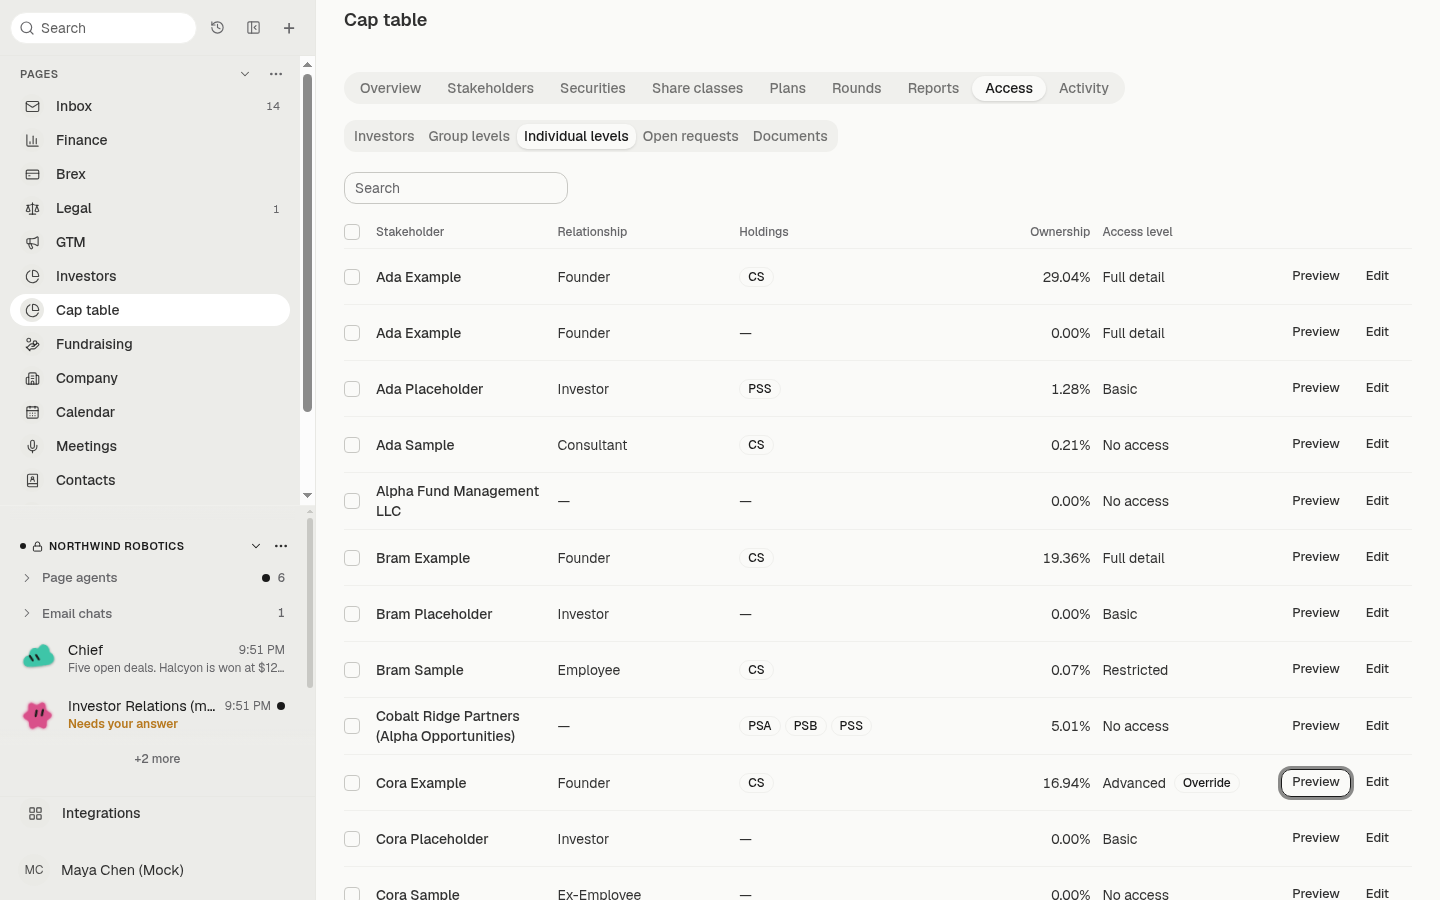 Search
PAGES
Inbox 14
Finance
Brex
Legal 1
GTM
Investors
Cap table
Fundraising
Company
Calendar
Meetings
Contacts
NORTHWIND ROBOTICS
Page agents 6
Email chats 1
Chief 9:51 PM
Five open deals. Halcyon is won at $12...
Investor Relations (m... 9:51 PM
Needs your answer
+2 more
Integrations
MC Maya Chen (Mock)
Cap table
Overview Stakeholders Securities Share classes Plans Rounds Reports Access Activity
Investors Group levels Individual levels Open requests Documents
Search
Stakeholder Relationship Holdings Ownership Access level
Ada Example Founder CS 29.04% Full detail Preview Edit
Ada Example Founder — 0.00% Full detail Preview Edit
Ada Placeholder Investor PSS 1.28% Basic Preview Edit
Ada Sample Consultant CS 0.21% No access Preview Edit
Alpha Fund Management
LLC — — 0.00% No access Preview Edit
Bram Example Founder CS 19.36% Full detail Preview Edit
Bram Placeholder Investor — 0.00% Basic Preview Edit
Bram Sample Employee CS 0.07% Restricted Preview Edit
Cobalt Ridge Partners
(Alpha Opportunities) — PSA PSB PSS 5.01% No access Preview Edit
Cora Example Founder CS 16.94% Advanced Override Preview Edit
Cora Placeholder Investor — 0.00% Basic Preview Edit
Cora Sample Ex-Employee — 0.00% No access Preview Edit